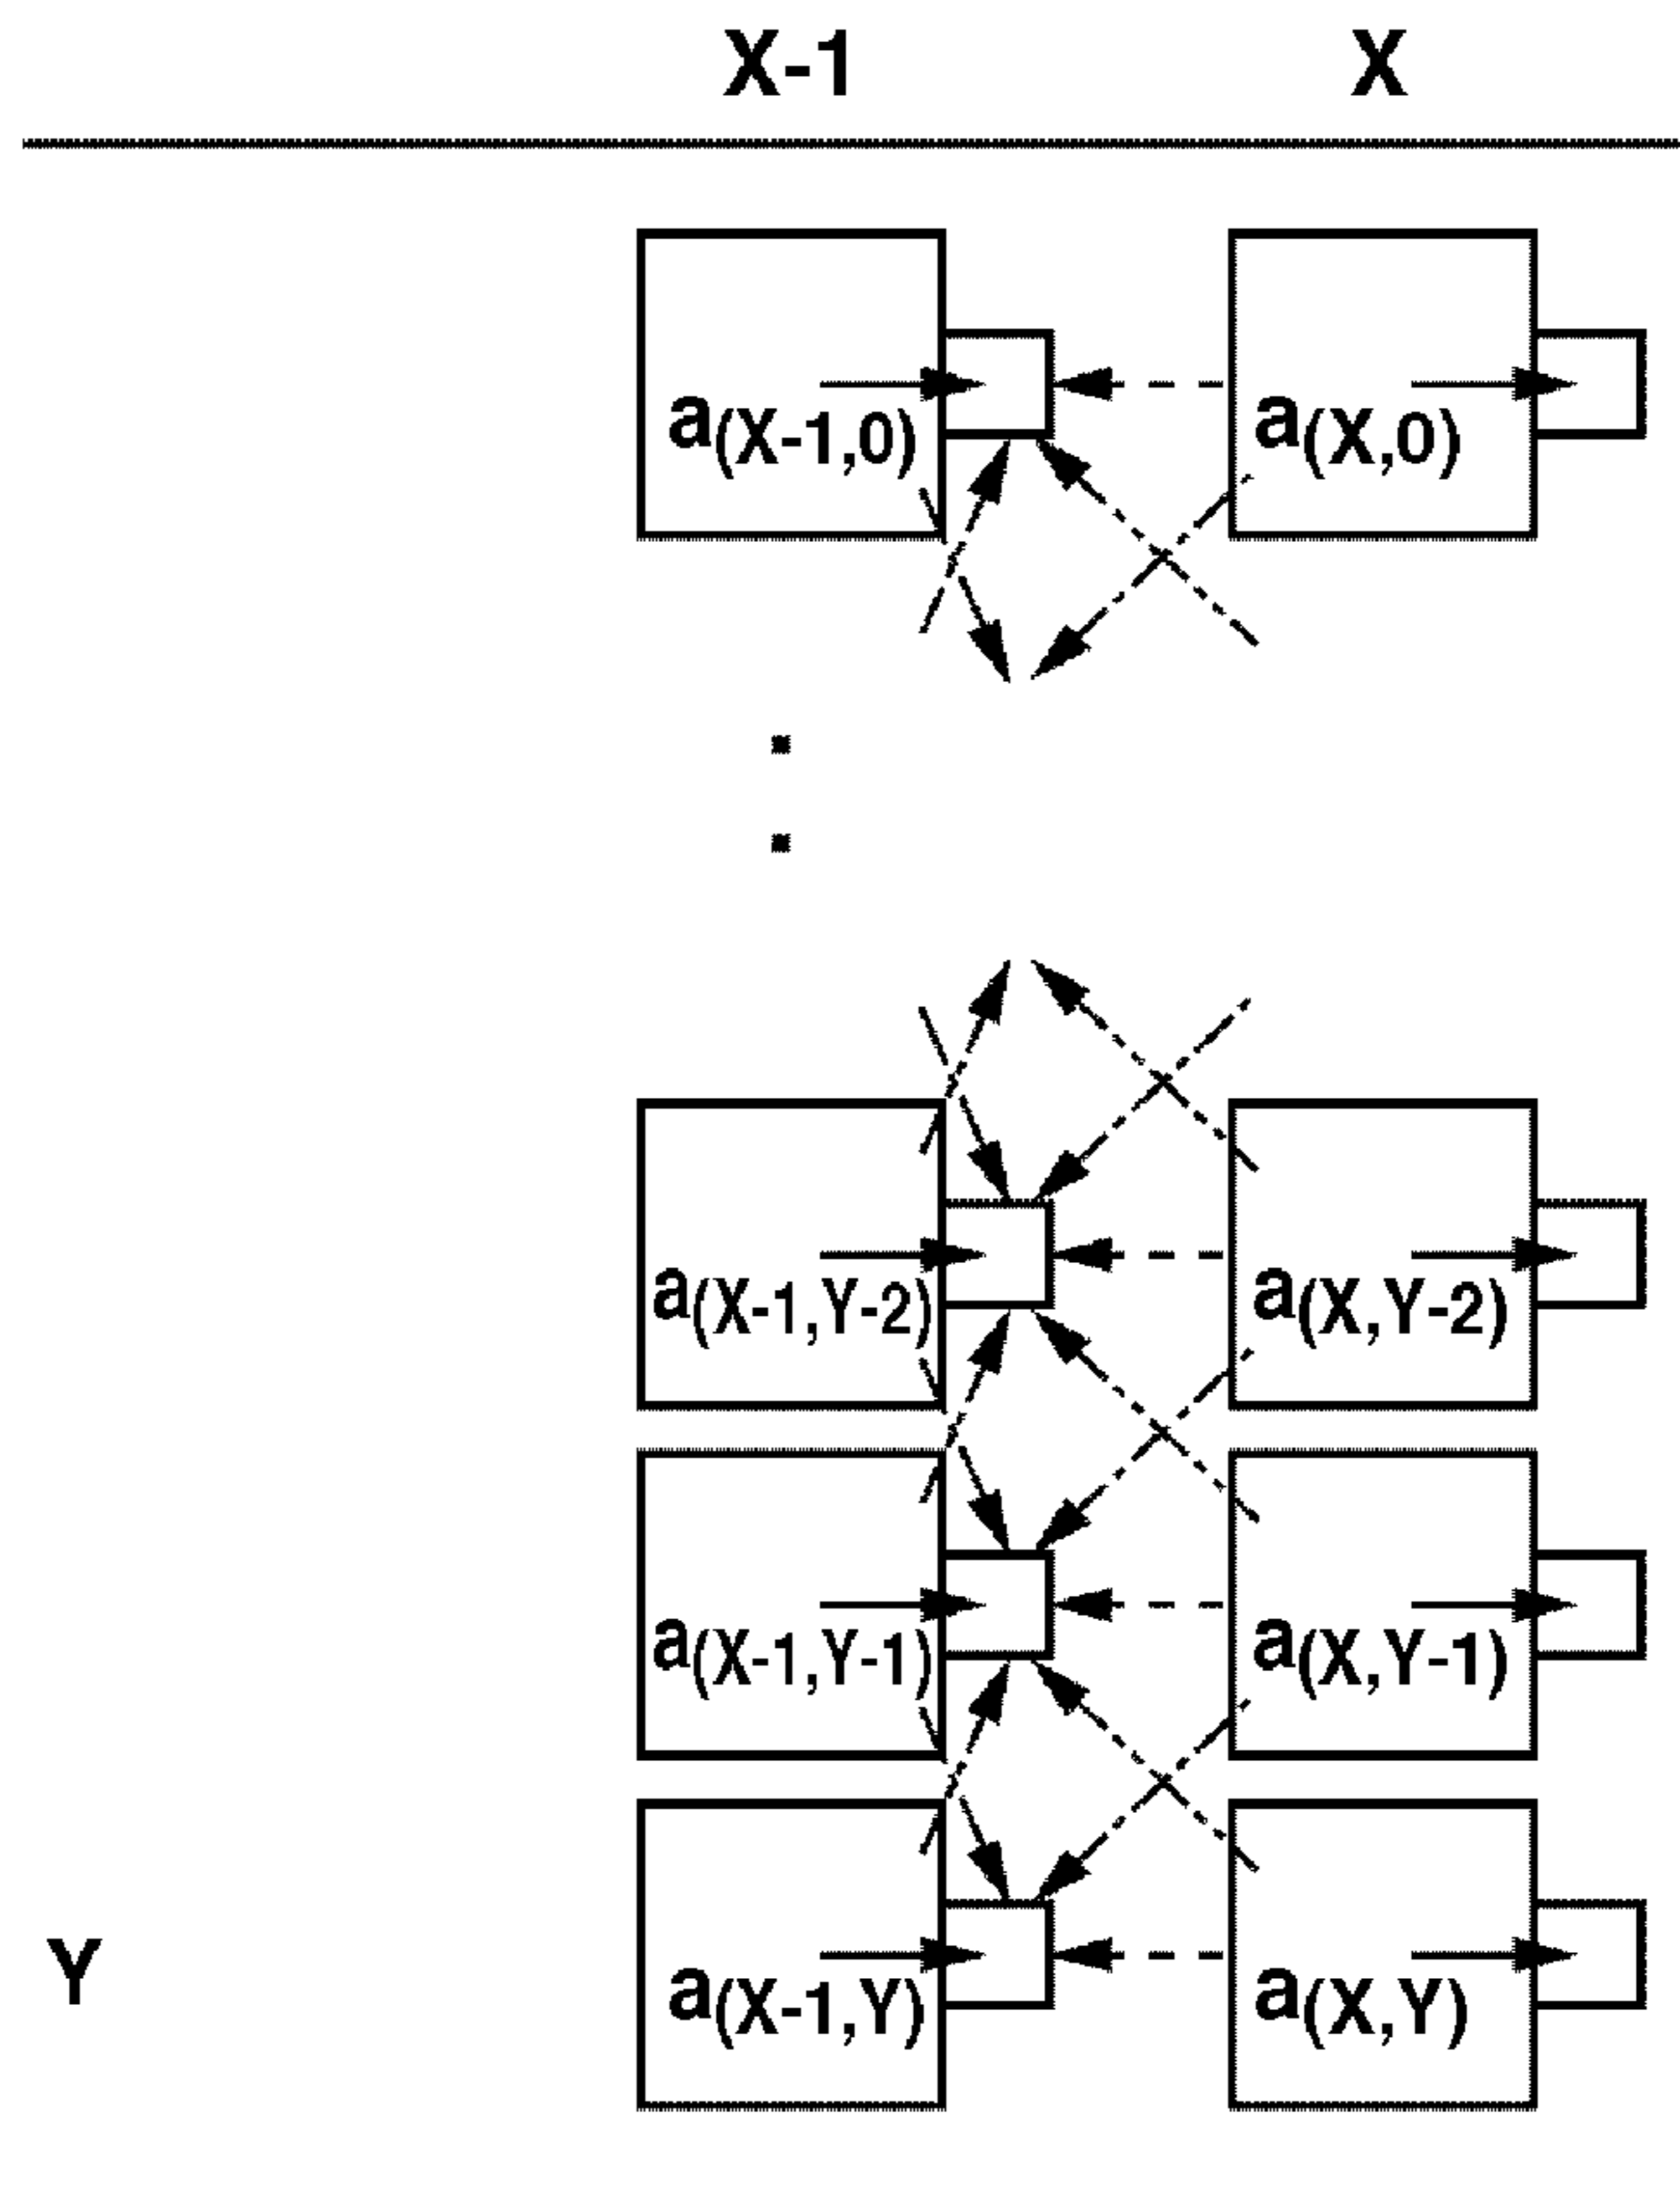 X-1 X
a(X-1,0) a(X,0)
a(X-1,Y-2) a(X,Y-2)
a(X-1,Y-1) a(X,Y-1)
Y a(X-1,Y) a(X,Y)